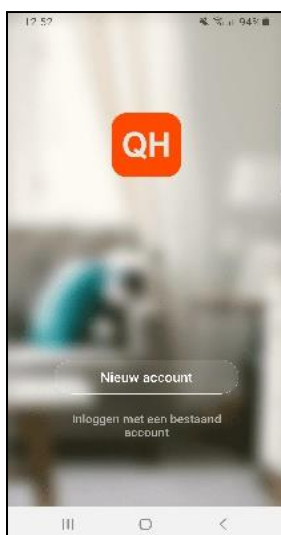 12:52
94%
QH
Nieuw account
Inloggen met een bestaand
account